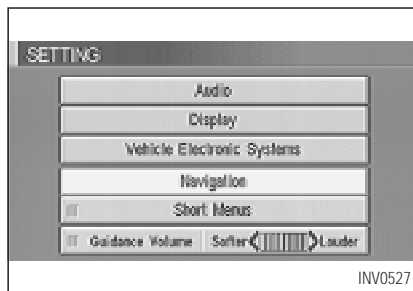 SETTING
Audio
Display
Vehicle Electronic Systems
Navigation
Short Menus
Guidance Volume Softer Louder
INV0527